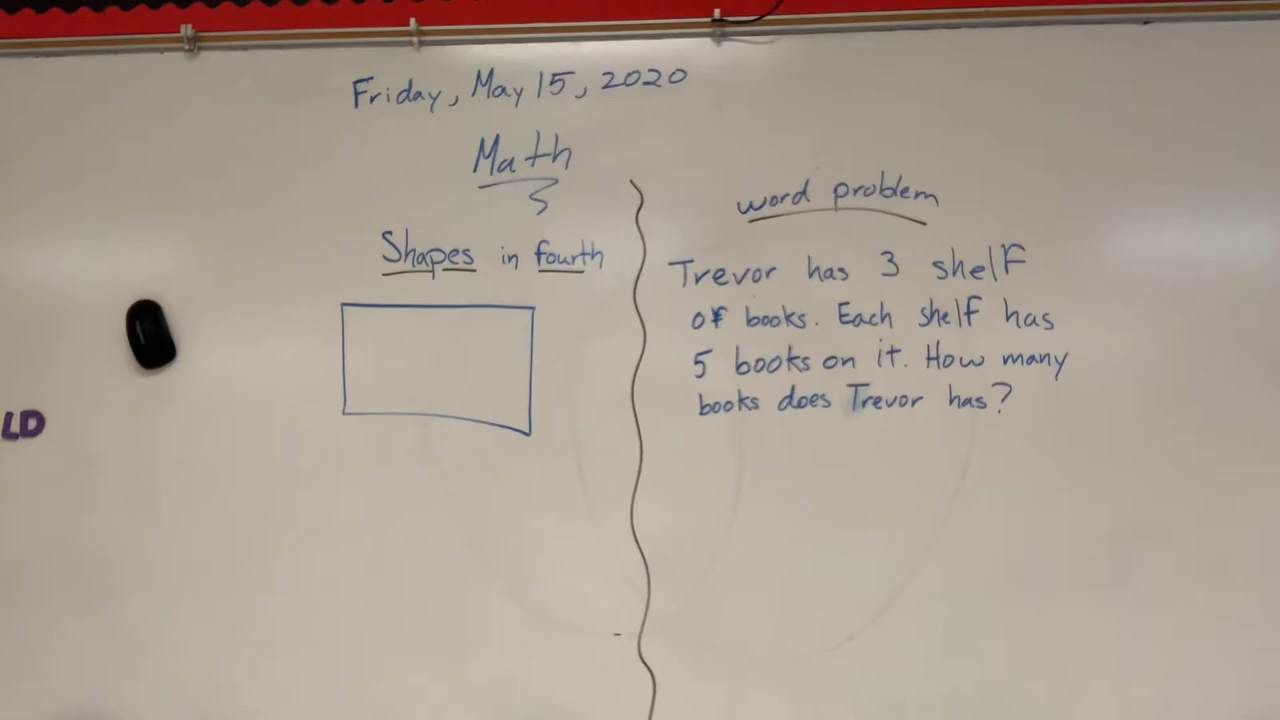 Friday, May 15, 2020
Math
Shapes in fourth
word problem
Trevor has 3 shelf
of books. Each shelf has
5 books on it. How many
books does Trevor has?
LD